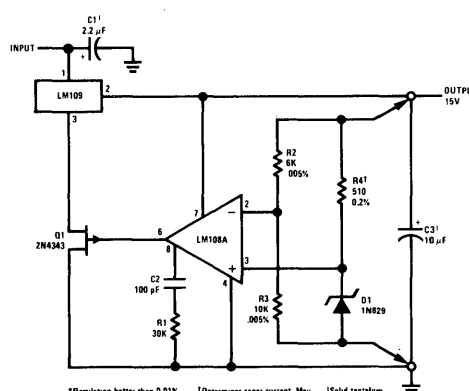 C1†
2.2 μF
+
INPUT
1
LM109
2
3
OUTPU
15V
R2
6K
.005%
R4†
510
0.2%
7
2
−
Q1
2N4343
6
LM108A
8
+
3
4
C2
100 pF
R1
30K
R3
10K
.005%
D1
1N829
+
C3†
10 μF
*Regulation better than 0.01%
†Determines zener current. May
‡Solid tantalum